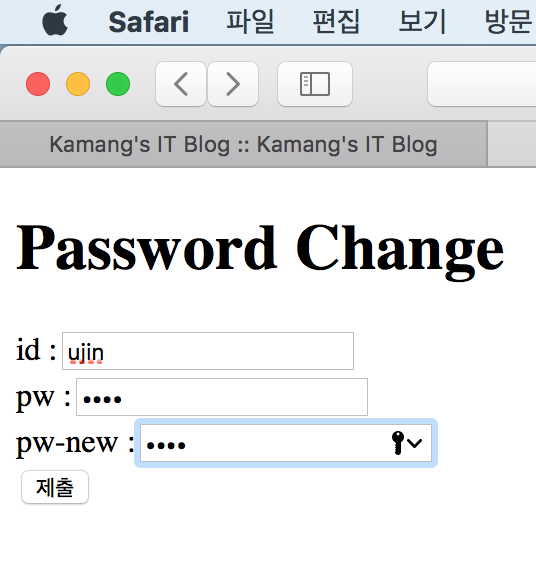 Safari 파일 편집 보기 방문
Kamang's IT Blog :: Kamang's IT Blog
Password Change
id : ujin
pw : ••••
pw-new : ••••
제출